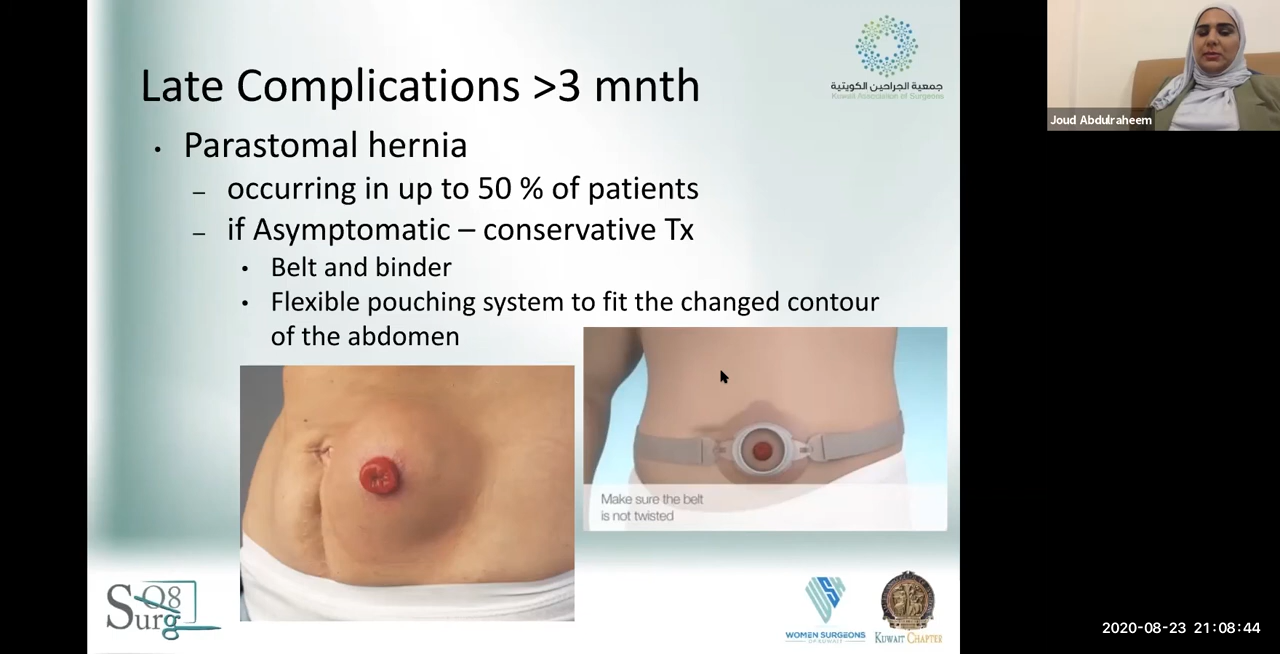 Late Complications >3 mnth
جمعية الجراحين الكويتية
Kuwait Association of Surgeons
• Parastomal hernia
– occurring in up to 50 % of patients
– if Asymptomatic – conservative Tx
• Belt and binder
• Flexible pouching system to fit the changed contour
of the abdomen
Make sure the belt
is not twisted
SurgQ8
WOMEN SURGEONS
OF KUWAIT
KUWAIT CHAPTER
Joud Abdulraheem
2020-08-23 21:08:44